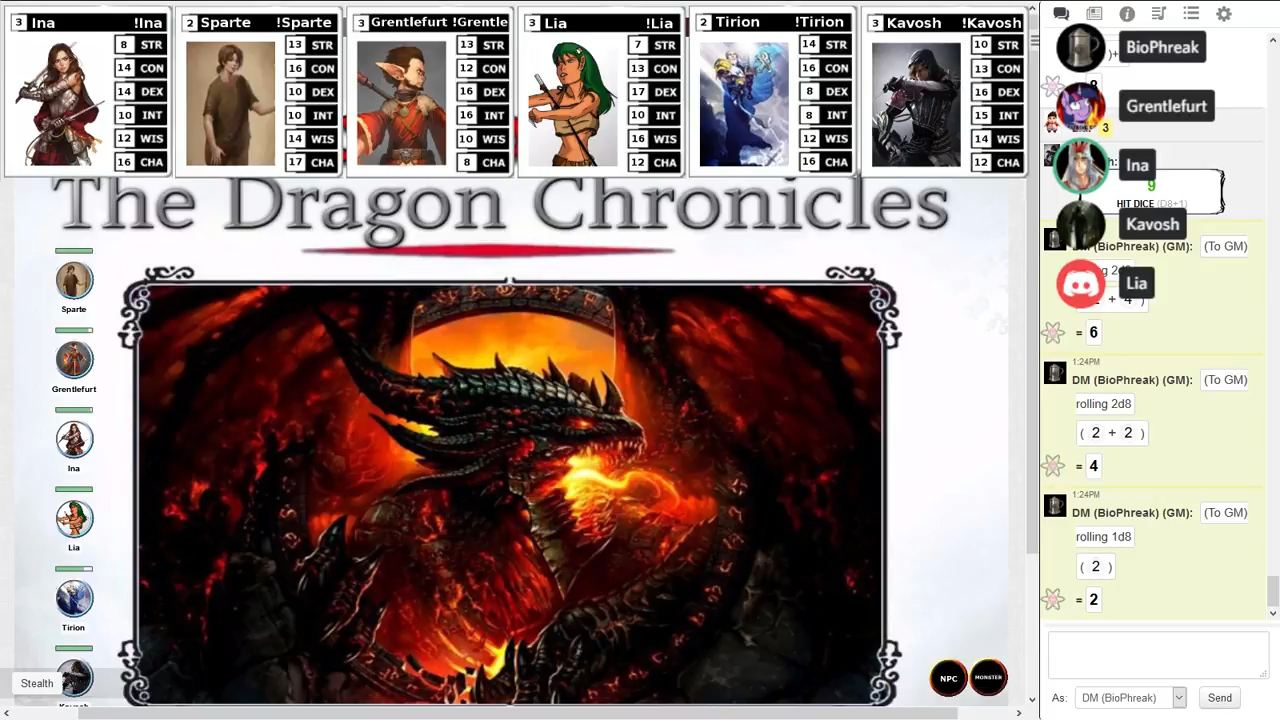 3 Ina !Ina
8 STR
14 CON
14 DEX
10 INT
12 WIS
16 CHA
2 Sparte !Sparte
13 STR
16 CON
10 DEX
10 INT
14 WIS
17 CHA
3 Grentlefurt !Grentle
13 STR
12 CON
16 DEX
16 INT
10 WIS
8 CHA
3 Lia !Lia
7 STR
13 CON
17 DEX
10 INT
16 WIS
12 CHA
2 Tirion !Tirion
14 STR
16 CON
8 DEX
8 INT
12 WIS
16 CHA
3 Kavosh !Kavosh
10 STR
13 CON
16 DEX
15 INT
14 WIS
12 CHA
The Dragon Chronicles
Sparte
Grentlefurt
Ina
Lia
Tirion
Stealth
NPC
MONSTER
BioPhreak
Grentlefurt
3
Ina
9
HIT DICE (D8+1)
Kavosh
(BioPhreak) (GM): (To GM)
Lia
+ 4 )
= 6
1:24PM
DM (BioPhreak) (GM): (To GM)
rolling 2d8
( 2 + 2 )
= 4
1:24PM
DM (BioPhreak) (GM): (To GM)
rolling 1d8
( 2 )
= 2
As: DM (BioPhreak) Send